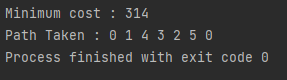 Minimum cost : 314
Path Taken : 0 1 4 3 2 5 0
Process finished with exit code 0